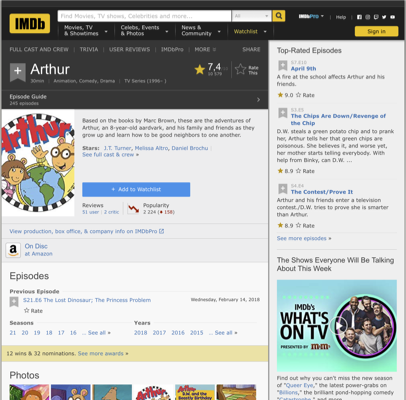 IMDb
Find Movies, TV shows, Celebrities and more...
All
IMDbPro
Help
Movies, TV
& Showtimes
Celebs, Events
& Photos
News &
Community
Watchlist
Sign in
FULL CAST AND CREW | TRIVIA | USER REVIEWS | IMDbPro | MORE
SHARE
Arthur
30min | Animation, Comedy, Drama | TV Series (1996– )
7,4
Rate
This
Episode Guide
245 episodes
Based on the books by Marc Brown, these are the adventures of
Arthur, an 8-year-old aardvark, and his family and friends as they
grow up and learn how to be good neighbors to one another.
Stars: J.T. Turner, Melissa Altro, Daniel Brochu |
See full cast & crew »
+ Add to Watchlist
Reviews
51 user | 2 critic
Popularity
2 224 ( 158)
View production, box office, & company info on IMDbPro
On Disc
at Amazon
Episodes
Previous Episode
S21.E6 The Lost Dinosaur; The Princess Problem
Wednesday, February 14, 2018
Rate
Seasons
21 20 19 18 17 16 ... See all »
Years
2018 2017 2016 2015 ... See all »
12 wins & 32 nominations. See more awards »
Photos
Top-Rated Episodes
April 9th
A fire at the school affects Arthur and his
friends.
9.0 Rate
The Chips Are Down/Revenge of
the Chip
D.W. steals a green potato chip and to prank
her, Arthur tells her that green chips are
poisonous. She believes it, and worse yet,
her mother starts telling everybody. With
help from Binky, can D.W. ...
8.9 Rate
The Contest/Prove It
Arthur and his friends enter a television
contest./D.W. tries to prove she is smarter
than Arthur.
8.9 Rate
See more episodes »
The Shows Everyone Will Be Talking
About This Week
IMDb's
WHAT'S
ON TV
PRESENTED BY
Find out why you can't miss the new season
of "Queer Eye," the latest power-grabs on
"Billions," the brilliant pond-hopping comedy